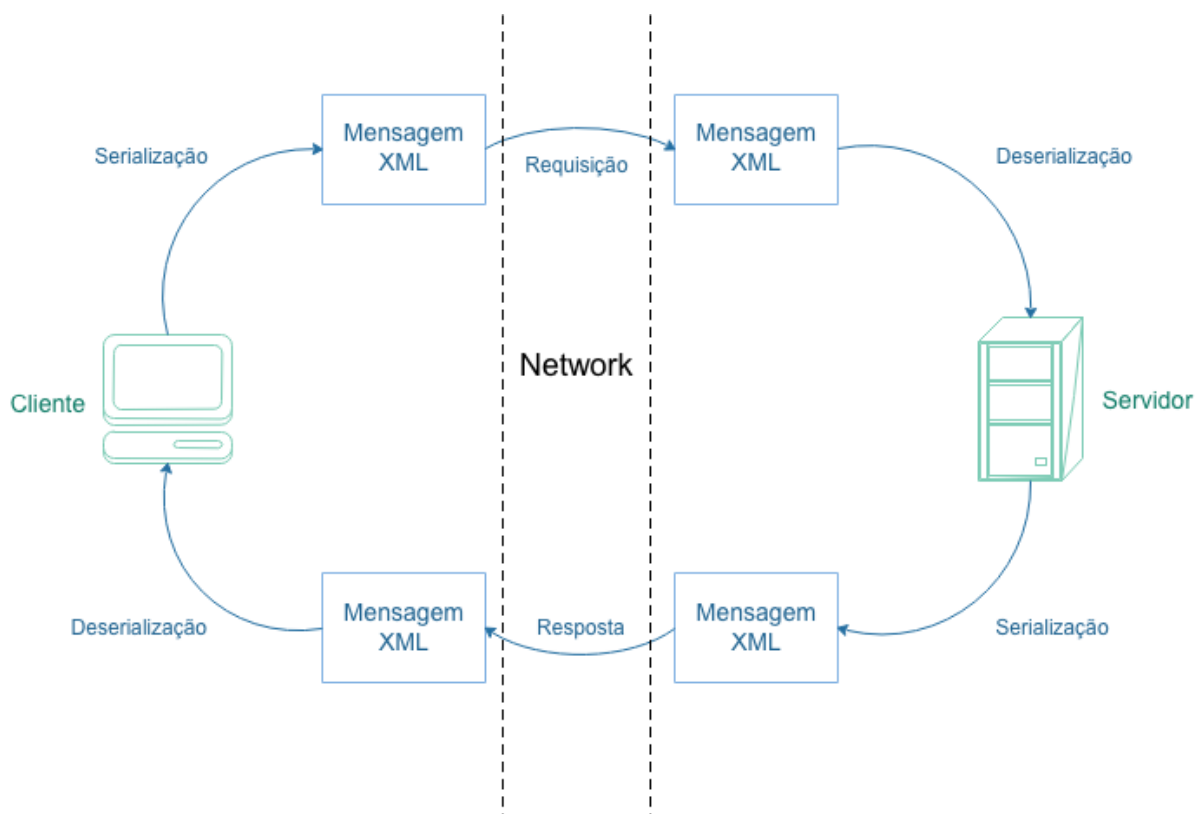 Mensagem
XML
Mensagem
XML
Serialização
Requisição
Deserialização
Network
Cliente
Servidor
Mensagem
XML
Mensagem
XML
Deserialização
Resposta
Serialização